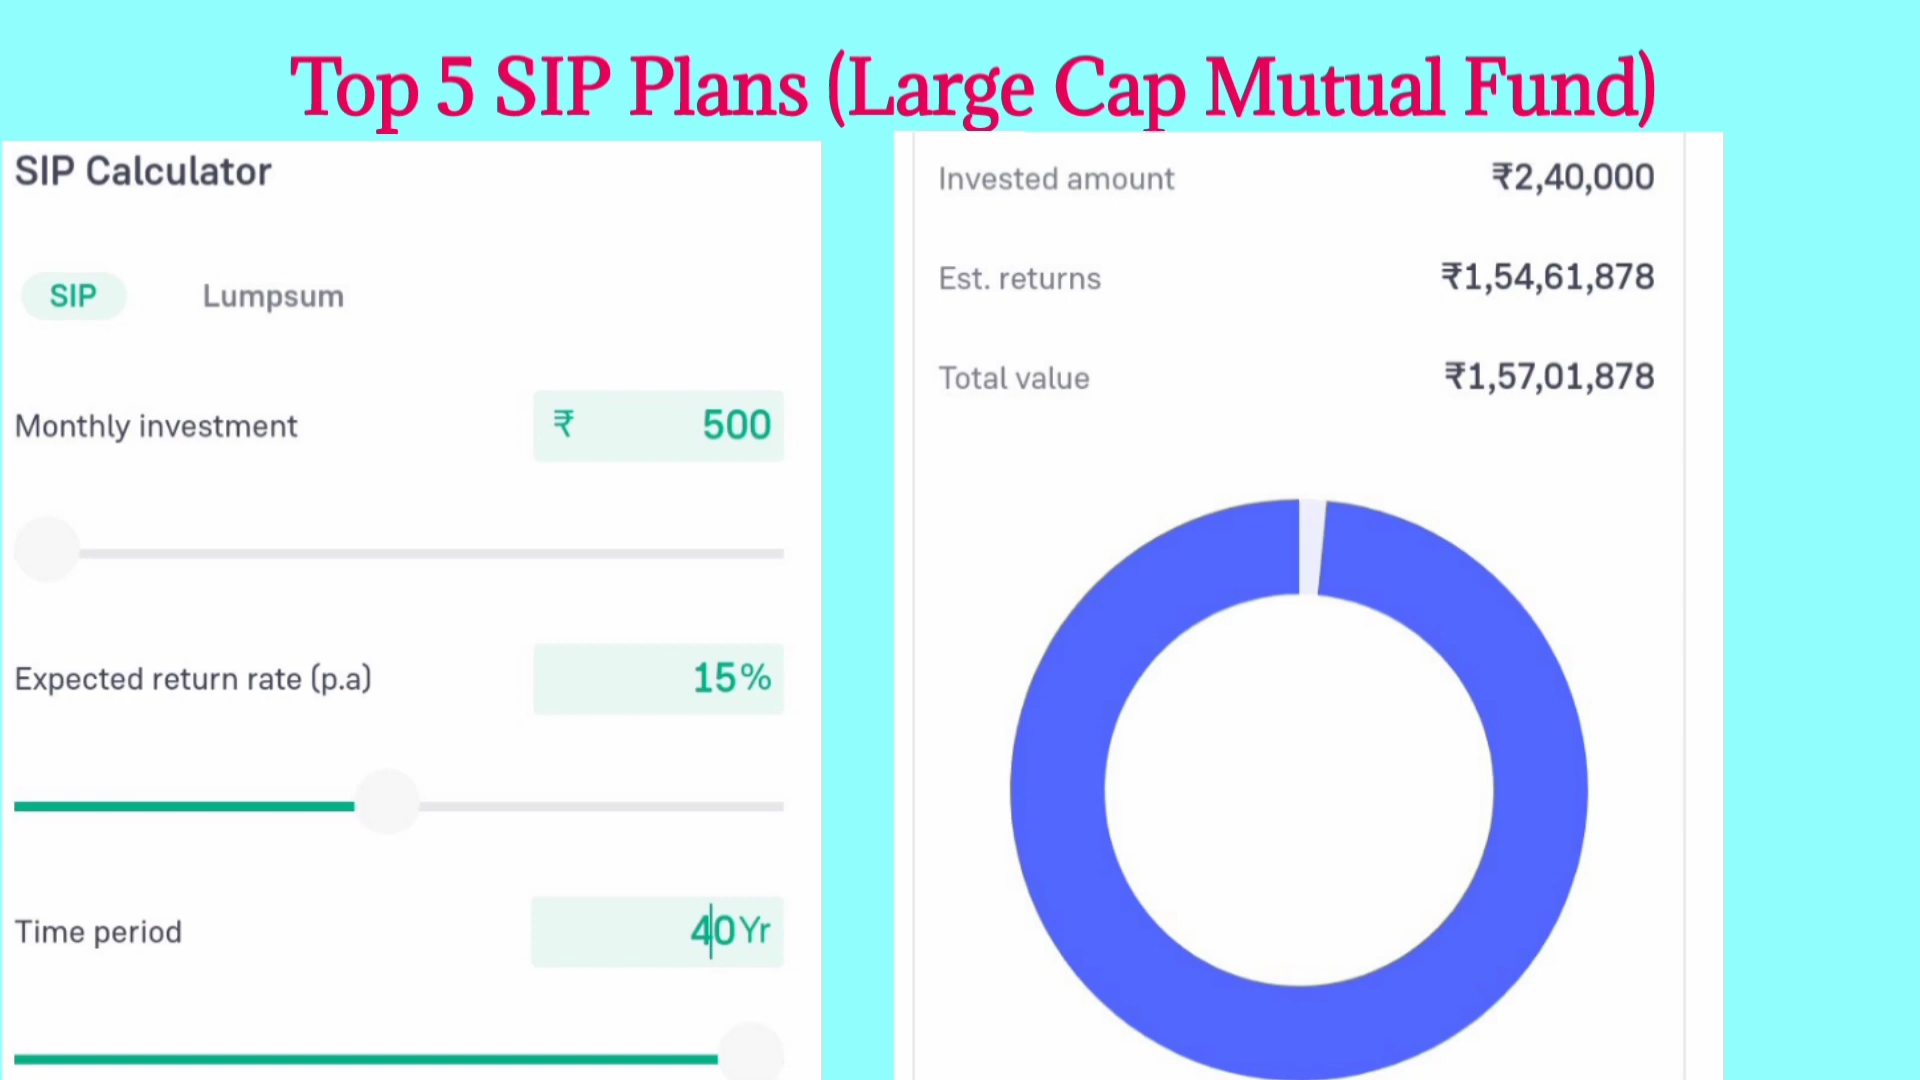 Top 5 SIP Plans (Large Cap Mutual Fund)
SIP Calculator
SIP Lumpsum
Monthly investment ₹ 500
Expected return rate (p.a) 15%
Time period 40Yr
Invested amount ₹2,40,000
Est. returns ₹1,54,61,878
Total value ₹1,57,01,878